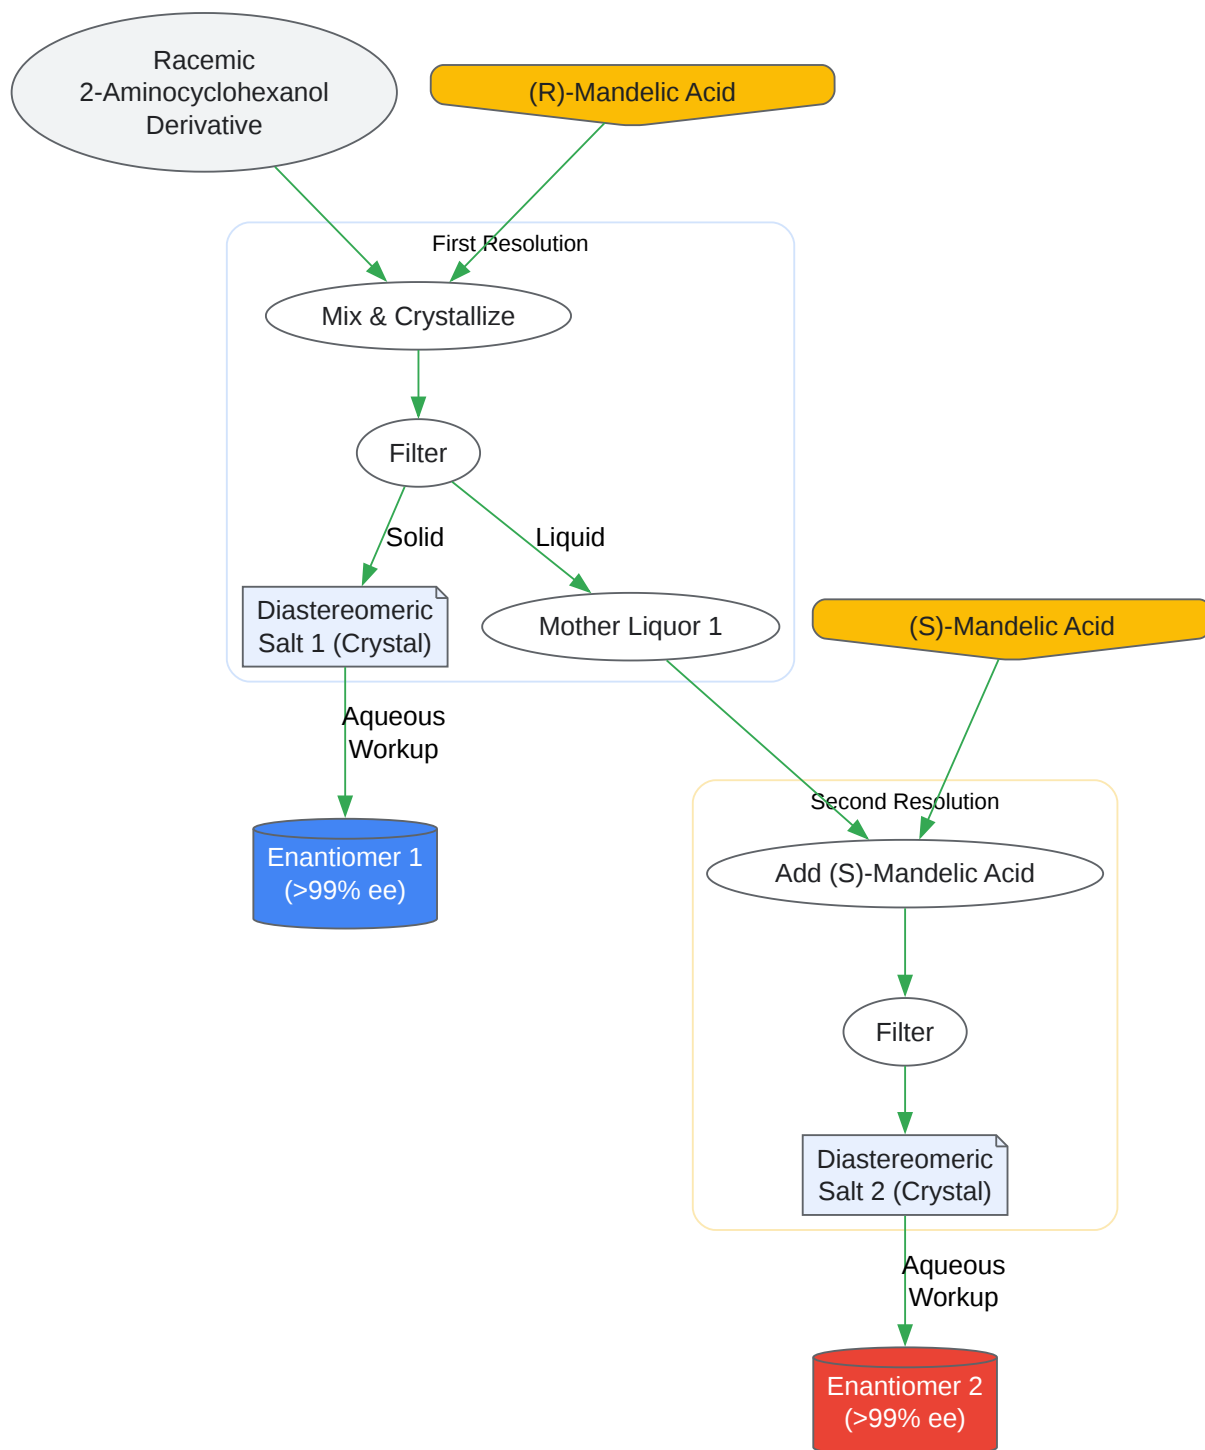 Racemic
2-Aminocyclohexanol
Derivative
(R)-Mandelic Acid
First Resolution
Mix & Crystallize
Filter
Solid
Liquid
Diastereomeric
Salt 1 (Crystal)
Mother Liquor 1
(S)-Mandelic Acid
Aqueous
Workup
Second Resolution
Enantiomer 1
(>99% ee)
Add (S)-Mandelic Acid
Filter
Diastereomeric
Salt 2 (Crystal)
Aqueous
Workup
Enantiomer 2
(>99% ee)